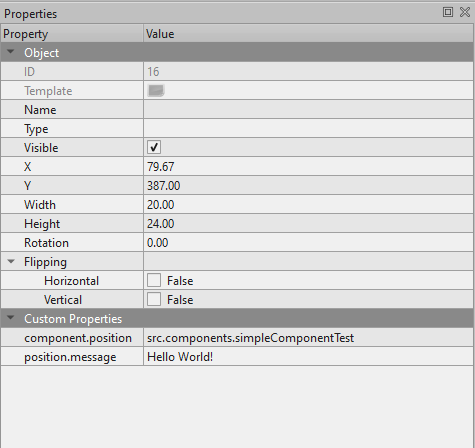 Properties
Property Value
Object
ID 16
Template
Name
Type
Visible
X 79.67
Y 387.00
Width 20.00
Height 24.00
Rotation 0.00
Flipping
Horizontal False
Vertical False
Custom Properties
component.position src.components.simpleComponentTest
position.message Hello World!